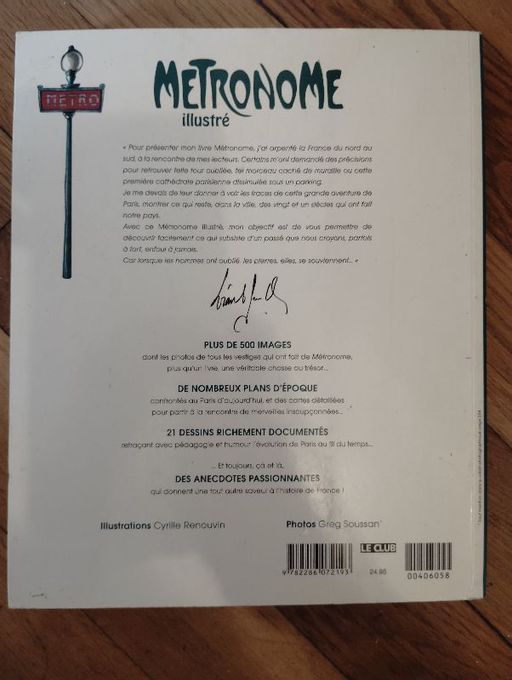 METRONOME
illustré
METRO
« Pour présenter mon livre Métronome, j'ai arpenté la France du nord au
sud, à la rencontre de mes lecteurs. Certains m'ont demandé des précisions
pour retrouver telle tour oubliée, tel morceau caché de muraille ou cette
première cathédrale parisienne dissimulée sous un parking.
Je me devais de leur donner à voir les traces de cette grande aventure de
Paris, montrer ce qui reste, dans la ville, des vingt et un siècles qui ont fait
notre pays.
Avec ce Métronome illustré, mon objectif est de vous permettre de
découvrir facilement ce qui subsiste d'un passé que nous croyons, parfois
à tort, enfoui à jamais.
Car lorsque les hommes ont oublié, les pierres, elles, se souviennent... »
PLUS DE 500 IMAGES
dont les photos de tous les vestiges qui ont fait de Métronome,
plus qu'un livre, une véritable chasse au trésor...
DE NOMBREUX PLANS D'ÉPOQUE
confrontés au Paris d'aujourd'hui, et des cartes détaillées
pour partir à la rencontre de merveilles insoupçonnées...
21 DESSINS RICHEMENT DOCUMENTÉS
retraçant avec pédagogie et humour l'évolution de Paris au fil du temps...
... Et toujours, çà et là,
DES ANECDOTES PASSIONNANTES
qui donnent une tout autre saveur à l'histoire de France !
Illustrations Cyrille Renouvin
Photos Greg Soussan*
LE CLUB
9 782286 072193
24.95
00406058